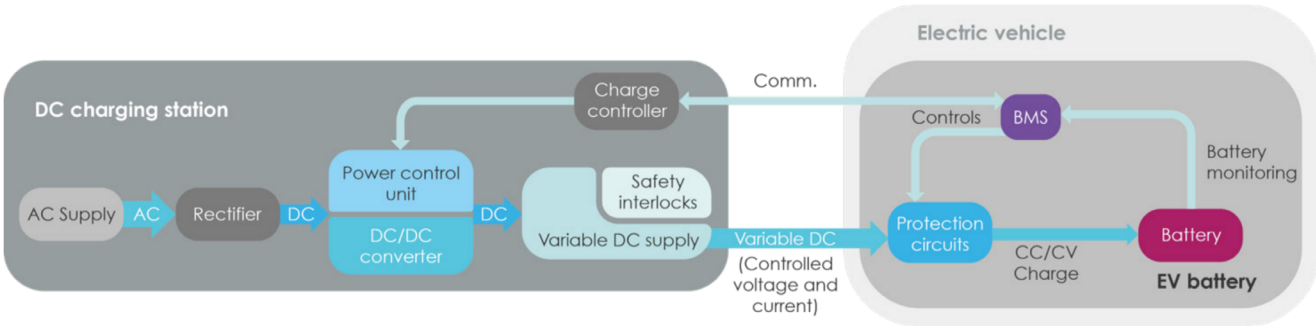 Electric vehicle
DC charging station
Charge
controller
Comm.
Controls
BMS
Battery
monitoring
AC Supply
AC
Rectifier
DC
Power control
unit
DC/DC
converter
DC
Safety
interlocks
Variable DC supply
Variable DC
(Controlled
voltage and
current)
Protection
circuits
CC/CV
Charge
Battery
EV battery